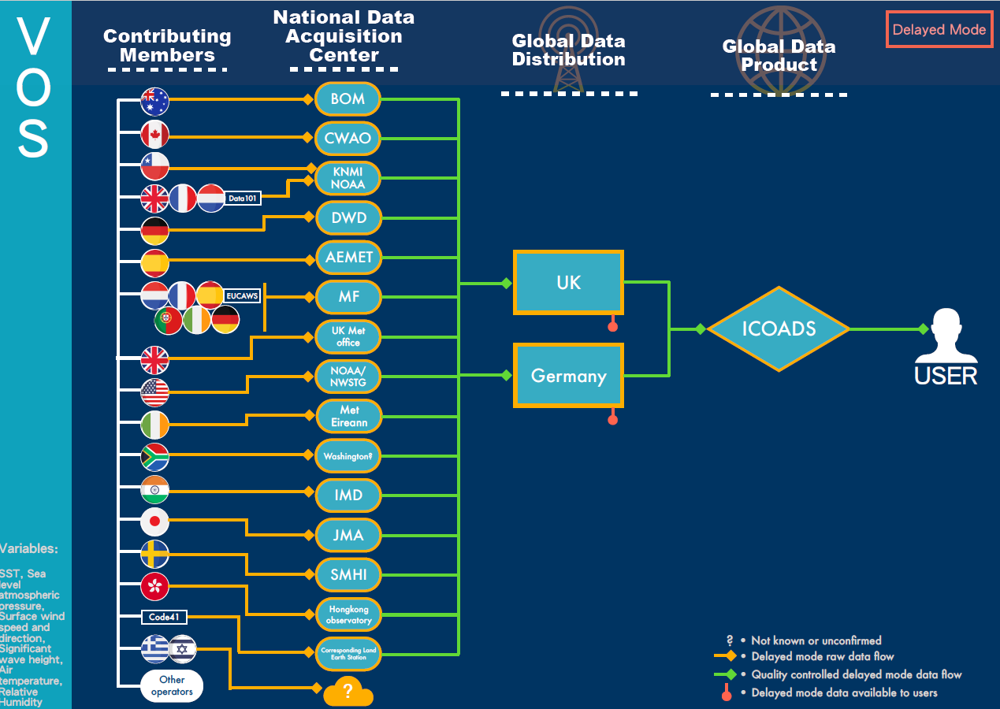 V
O
S
Contributing
Members
National Data
Acquisition
Center
Global Data
Distribution
Global Data
Product
Delayed Mode
BOM
CWAO
KNMI
NOAA
Data101
DWD
AEMET
EUCAWS
MF
UK Met
office
NOAA/
NWSTG
Met
Eireann
Washington?
IMD
JMA
SMHI
Hongkong
observatory
Code41
Corresponding Land
Earth Station
Other
operators
?
UK
Germany
ICOADS
USER
Variables:
SST, Sea
level
atmospheric
pressure,
Surface wind
speed and
direction,
Significant
wave height,
Air
temperature,
Relative
Humidity
? • Not known or unconfirmed
• Delayed mode raw data flow
• Quality controlled delayed mode data flow
• Delayed mode data available to users